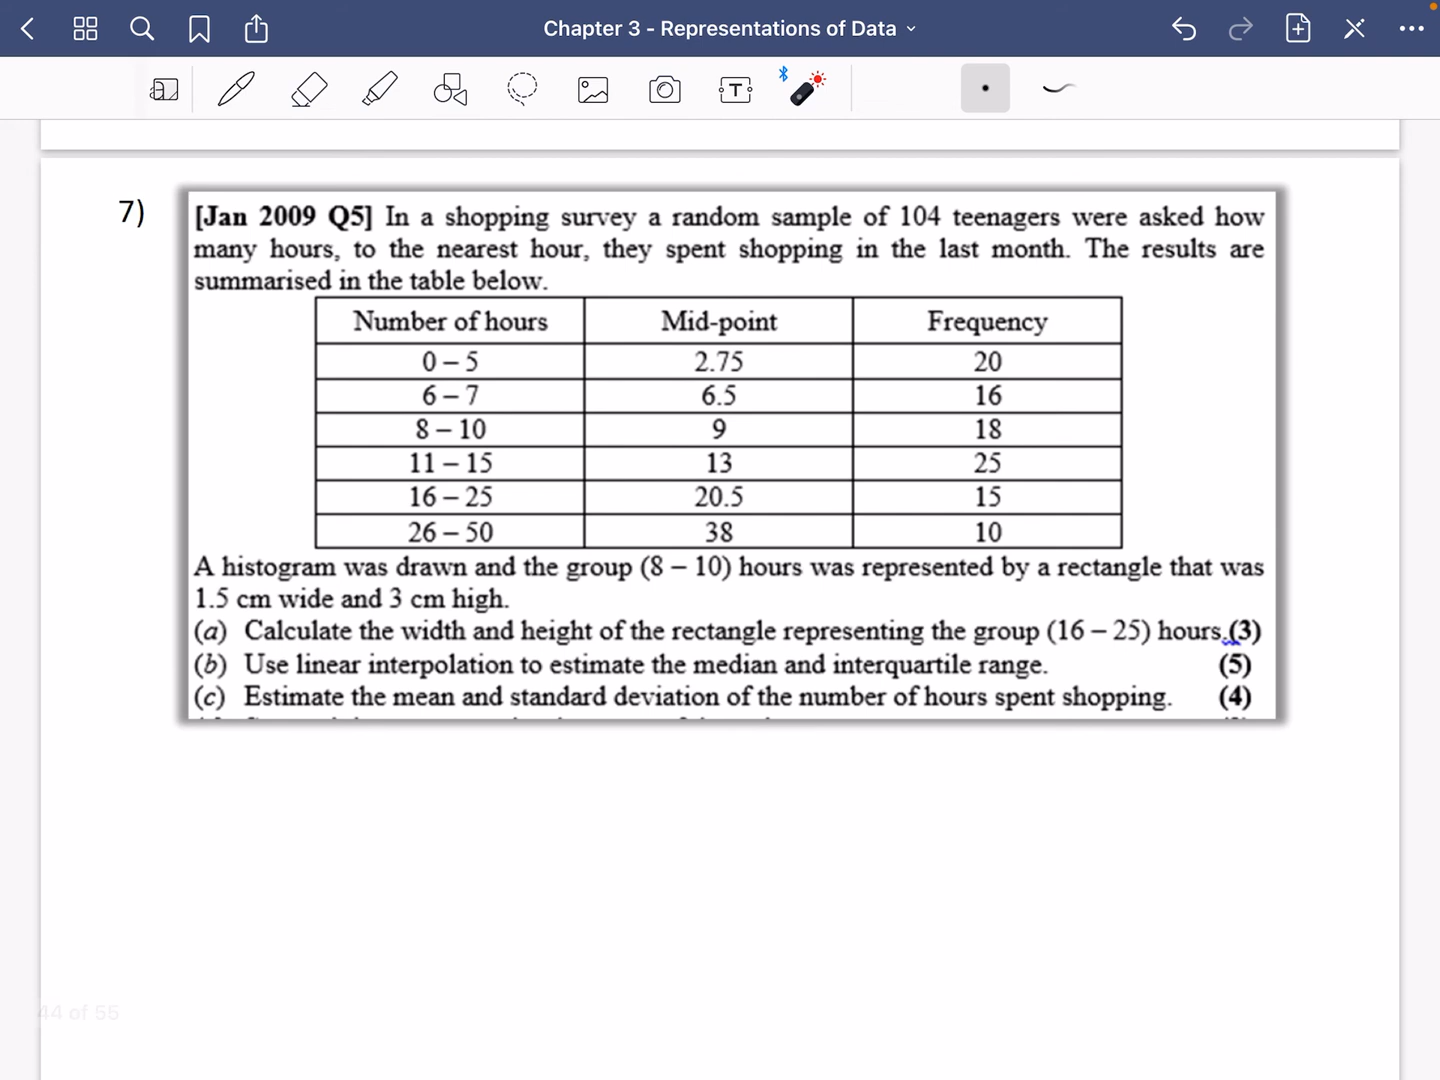 Chapter 3 - Representations of Data
7)
[Jan 2009 Q5] In a shopping survey a random sample of 104 teenagers were asked how
many hours, to the nearest hour, they spent shopping in the last month. The results are
summarised in the table below.
Number of hours Mid-point Frequency
0 – 5 2.75 20
6 – 7 6.5 16
8 – 10 9 18
11 – 15 13 25
16 – 25 20.5 15
26 – 50 38 10
A histogram was drawn and the group (8 – 10) hours was represented by a rectangle that was
1.5 cm wide and 3 cm high.
(a) Calculate the width and height of the rectangle representing the group (16 – 25) hours.(3)
(b) Use linear interpolation to estimate the median and interquartile range. (5)
(c) Estimate the mean and standard deviation of the number of hours spent shopping. (4)
44 of 55